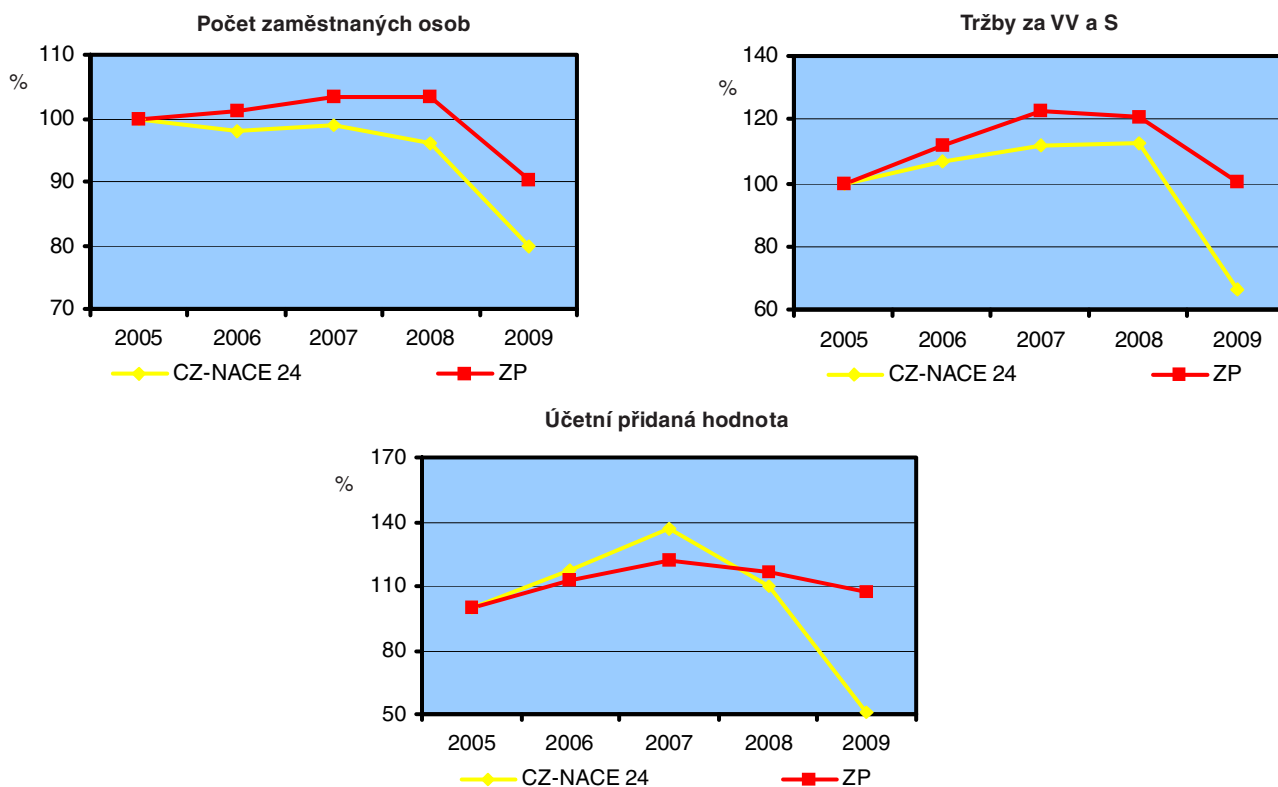 Počet zaměstnaných osob
%
110
100
90
80
70
2005 2006 2007 2008 2009
CZ-NACE 24 ZP
Tržby za VV a S
%
140
120
100
80
60
2005 2006 2007 2008 2009
CZ-NACE 24 ZP
Účetní přidaná hodnota
%
170
140
110
80
50
2005 2006 2007 2008 2009
CZ-NACE 24 ZP